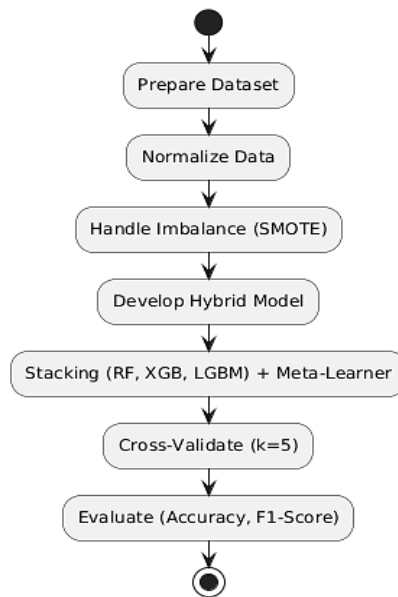 Prepare Dataset
Normalize Data
Handle Imbalance (SMOTE)
Develop Hybrid Model
Stacking (RF, XGB, LGBM) + Meta-Learner
Cross-Validate (k=5)
Evaluate (Accuracy, F1-Score)